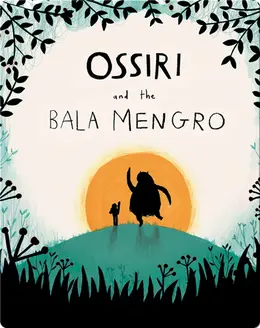 OSSIRI
and the
BALA MENGRO